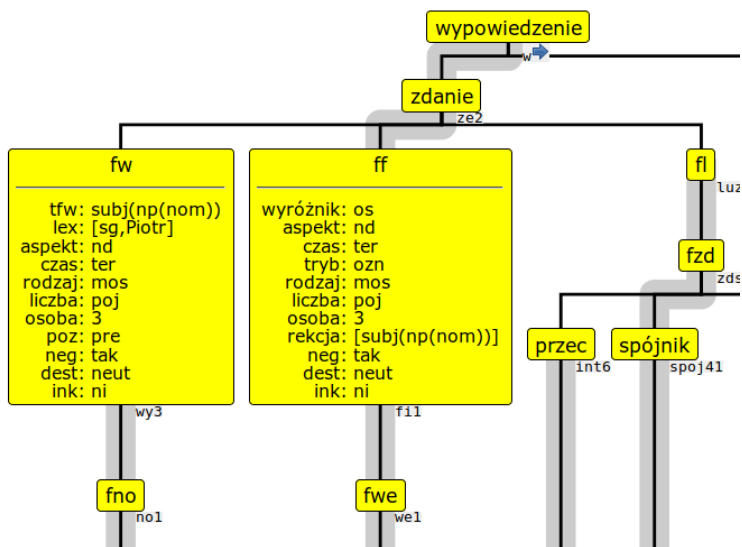 wypowiedzenie
w
zdanie
ze2
fw
tfw: subj(np(nom))
lex: [sg,Piotr]
aspekt: nd
czas: ter
rodzaj: mos
liczba: poj
osoba: 3
poz: pre
neg: tak
dest: neut
ink: ni
wy3
ff
wyróżnik: os
aspekt: nd
czas: ter
tryb: ozn
rodzaj: mos
liczba: poj
osoba: 3
rekcja: [subj(np(nom))]
neg: tak
dest: neut
ink: ni
fi1
fl
luz
fzd
zds
przec
int6
spójnik
spoj41
fno
no1
fwe
we1